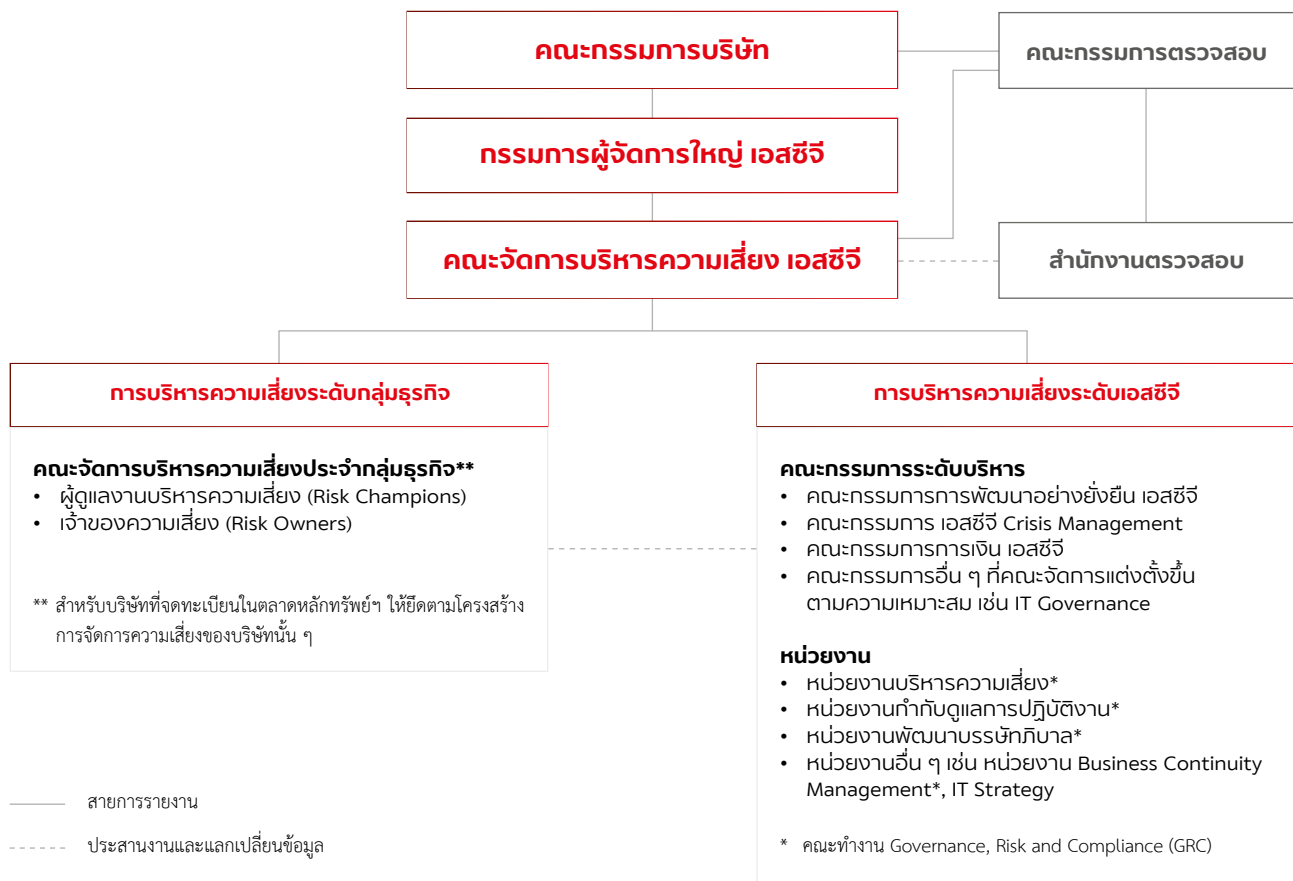 คณะกรรมการบริษัท
คณะกรรมการตรวจสอบ
กรรมการผู้จัดการใหญ่ เอสซีจี
คณะจัดการบริหารความเสี่ยง เอสซีจี
สำนักงานตรวจสอบ
การบริหารความเสี่ยงระดับกลุ่มธุรกิจ
คณะจัดการบริหารความเสี่ยงประจำกลุ่มธุรกิจ**
• ผู้ดูแลงานบริหารความเสี่ยง (Risk Champions)
• เจ้าของความเสี่ยง (Risk Owners)
** สำหรับบริษัทที่จดทะเบียนในตลาดหลักทรัพย์ฯ ให้ยึดตามโครงสร้าง
การจัดการความเสี่ยงของบริษัทนั้น ๆ
การบริหารความเสี่ยงระดับเอสซีจี
คณะกรรมการระดับบริหาร
• คณะกรรมการการพัฒนาอย่างยั่งยืน เอสซีจี
• คณะกรรมการ เอสซีจี Crisis Management
• คณะกรรมการการเงิน เอสซีจี
• คณะกรรมการอื่น ๆ ที่คณะจัดการแต่งตั้งขึ้น
ตามความเหมาะสม เช่น IT Governance
หน่วยงาน
• หน่วยงานบริหารความเสี่ยง*
• หน่วยงานกำกับดูแลการปฏิบัติงาน*
• หน่วยงานพัฒนาบรรษัทภิบาล*
• หน่วยงานอื่น ๆ เช่น หน่วยงาน Business Continuity
Management*, IT Strategy
* คณะทำงาน Governance, Risk and Compliance (GRC)
สายการรายงาน
ประสานงานและแลกเปลี่ยนข้อมูล